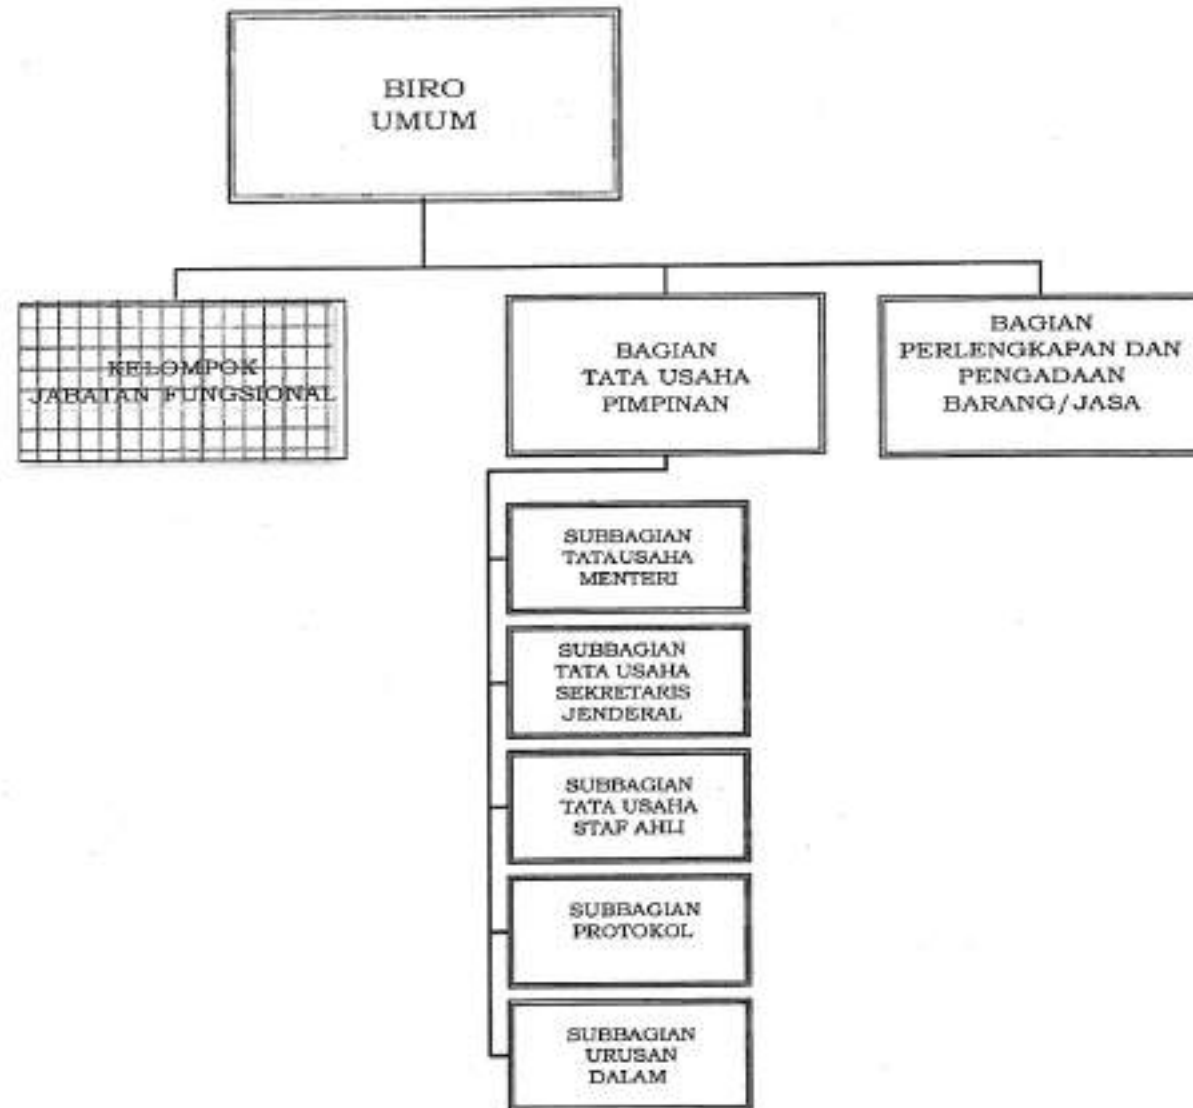 BIRO
UMUM
KELOMPOK
JABATAN FUNGSIONAL
BAGIAN
TATA USAHA
PIMPINAN
BAGIAN
PERLENGKAPAN DAN
PENGADAAN
BARANG/JASA
SUBBAGIAN
TATAUSAHA
MENTERI
SUBBAGIAN
TATA USAHA
SEKRETARIS
JENDERAL
SUBBAGIAN
TATA USAHA
STAF AHLI
SUBBAGIAN
PROTOKOL
SUBBAGIAN
URUSAN
DALAM